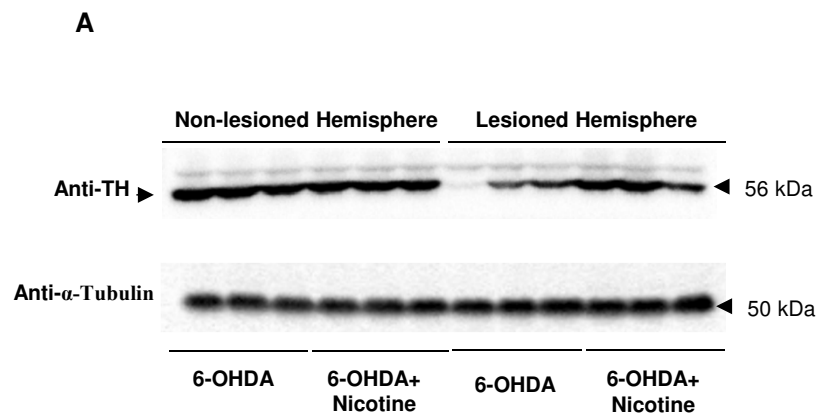 A
Non-lesioned Hemisphere Lesioned Hemisphere
Anti-TH 56 kDa
Anti-α-Tubulin 50 kDa
6-OHDA 6-OHDA+ 6-OHDA 6-OHDA+
Nicotine Nicotine